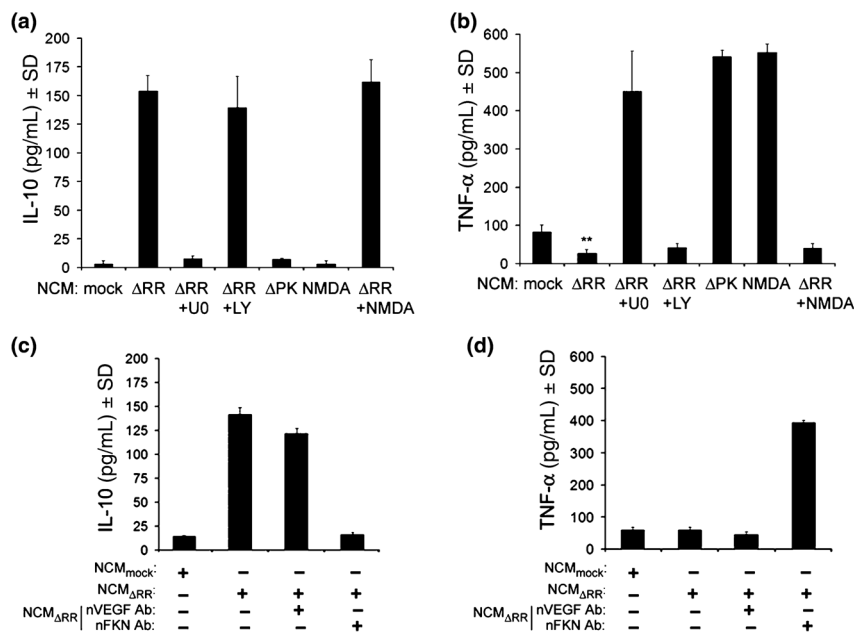 (a)
IL-10 (pg/mL) ± SD
200
175
150
125
100
75
50
25
0
NCM: mock ΔRR ΔRR ΔRR ΔPK NMDA ΔRR
+U0 +LY +NMDA
(b)
TNF-α (pg/mL) ± SD
600
500
400
300
200
100
0
**
NCM: mock ΔRR ΔRR ΔRR ΔPK NMDA ΔRR
+U0 +LY +NMDA
(c)
IL-10 (pg/mL) ± SD
200
175
150
125
100
75
50
25
0
NCMmock: + − − −
NCMΔRR: − + + +
NCMΔRR nVEGF Ab: − − + −
nFKN Ab: − − − +
(d)
TNF-α (pg/mL) ± SD
600
500
400
300
200
100
0
NCMmock: + − − −
NCMΔRR: − + + +
NCMΔRR nVEGF Ab: − − + −
nFKN Ab: − − − +